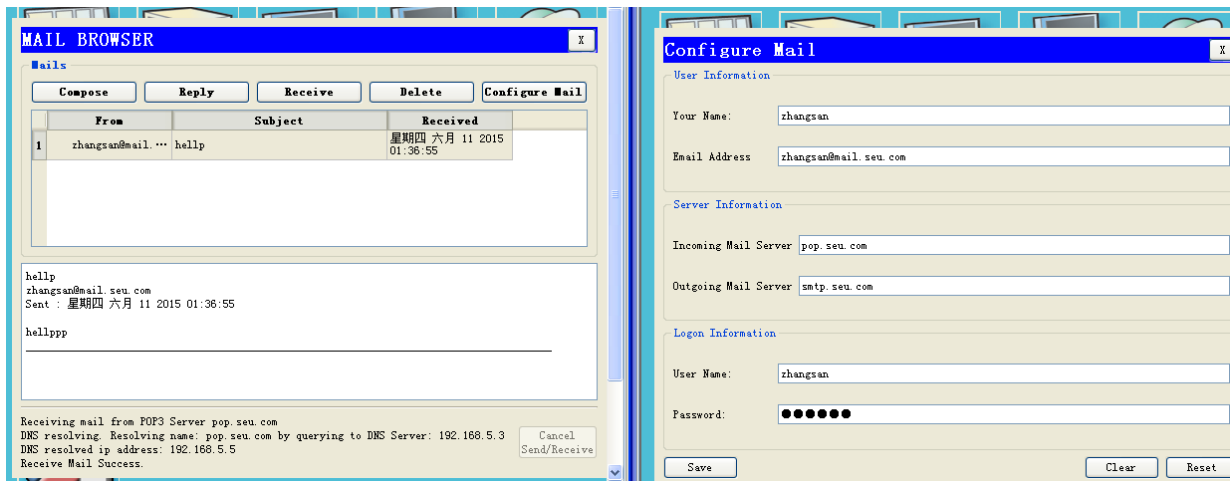 MAIL BROWSER
X
Mails
Compose Reply Receive Delete Configure Mail
From Subject Received
1 zhangsan@mail.… hellp 星期四 六月 11 2015
01:36:55
hellp
zhangsan@mail.seu.com
Sent : 星期四 六月 11 2015 01:36:55
hellppp
Receiving mail from POP3 Server pop.seu.com
DNS resolving. Resolving name: pop.seu.com by querying to DNS Server: 192.168.5.3
DNS resolved ip address: 192.168.5.5
Receive Mail Success.
Cancel
Send/Receive
Configure Mail
X
User Information
Your Name: zhangsan
Email Address zhangsan@mail.seu.com
Server Information
Incoming Mail Server pop.seu.com
Outgoing Mail Server smtp.seu.com
Logon Information
User Name: zhangsan
Password: ●●●●●●
Save Clear Reset